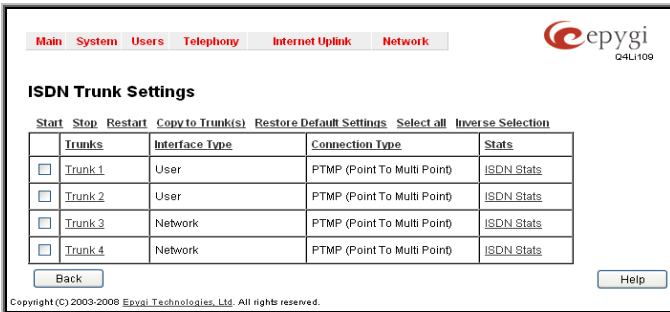 Main System Users Telephony Internet Uplink Network
epygi
Q4Li109
ISDN Trunk Settings
Start Stop Restart Copy to Trunk(s) Restore Default Settings Select all Inverse Selection
Trunks Interface Type Connection Type Stats
Trunk 1 User PTMP (Point To Multi Point) ISDN Stats
Trunk 2 User PTMP (Point To Multi Point) ISDN Stats
Trunk 3 Network PTMP (Point To Multi Point) ISDN Stats
Trunk 4 Network PTMP (Point To Multi Point) ISDN Stats
Back Help
Copyright (C) 2003-2008 Epygi Technologies, Ltd. All rights reserved.